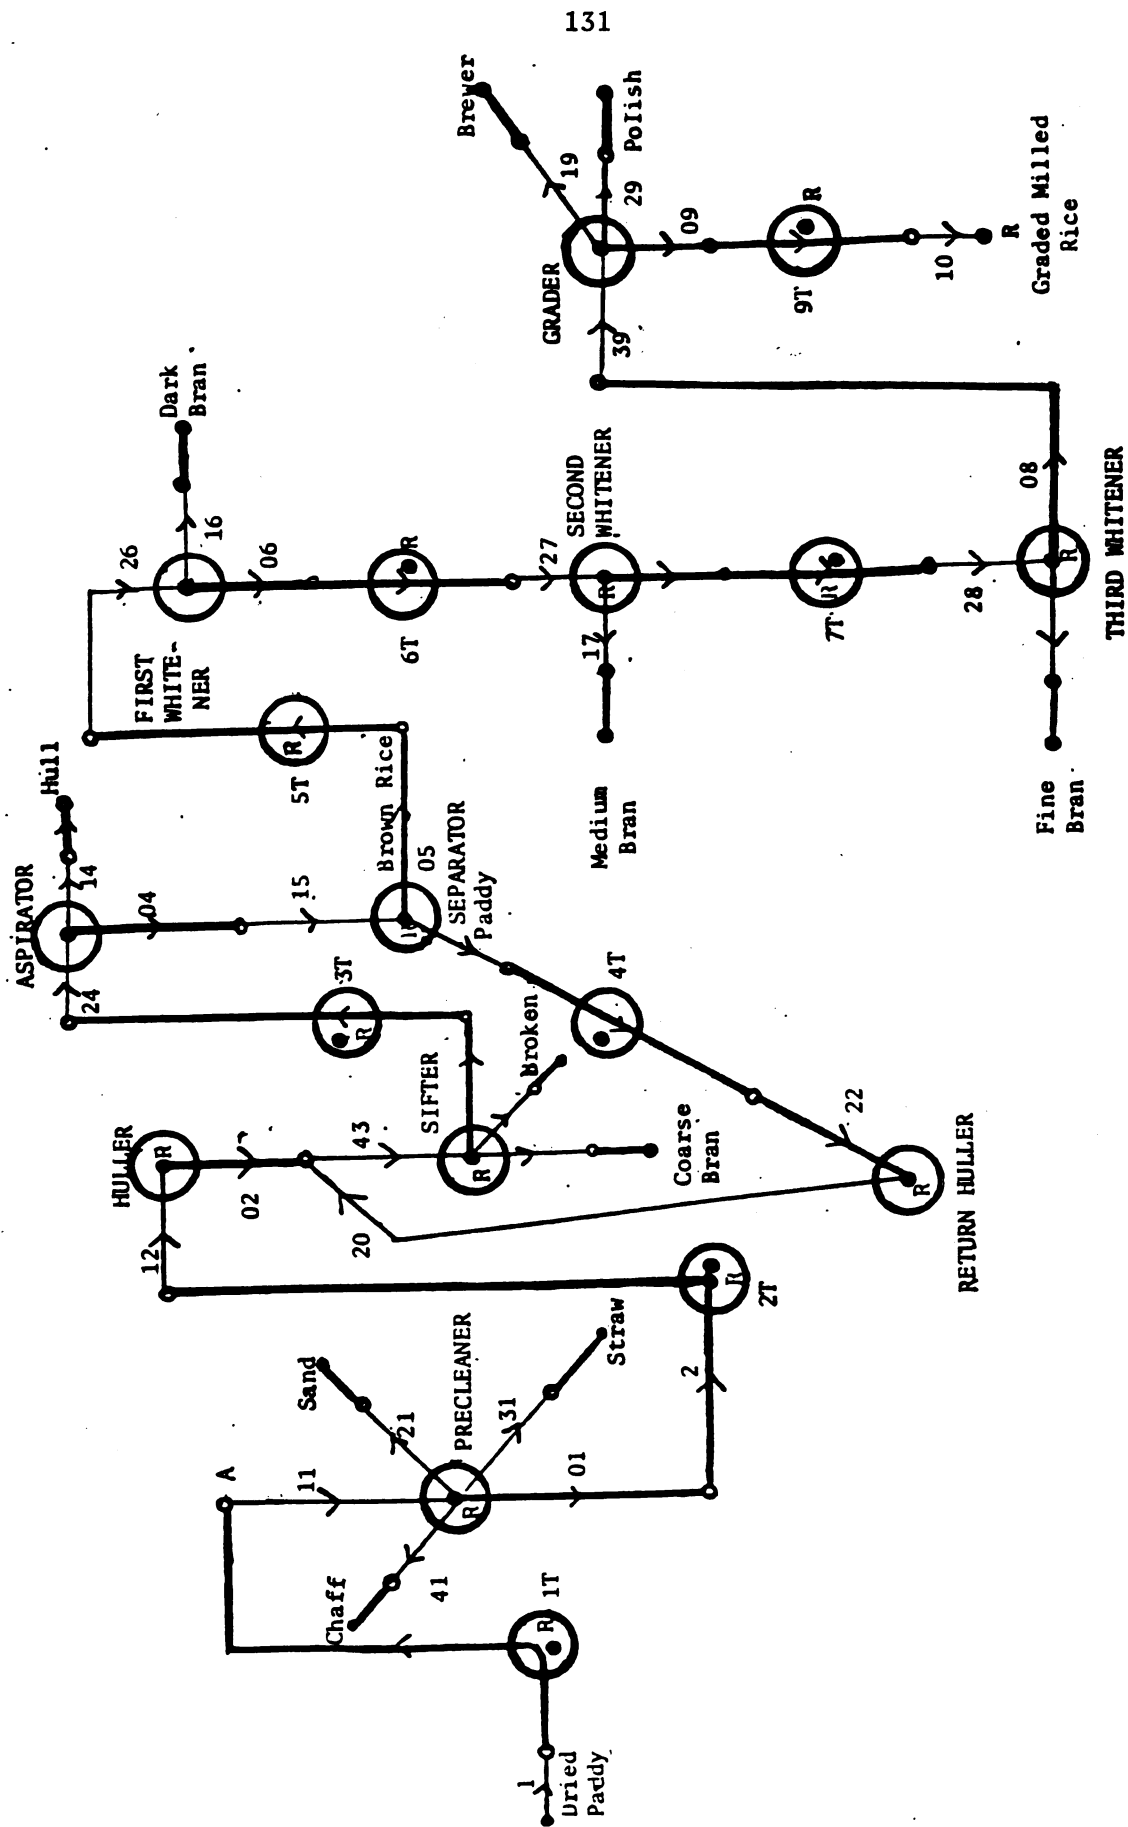 131
Brewer
19
Polish
29
GRADER
09
R
9T
10
R
Graded Milled
Rice
39
Dark
Bran
16
26
06
FIRST
WHITE-
NER
R
6T
27
SECOND
WHITENER
R
17
Medium
Bran
R
7T
28
08
R
THIRD WHITENER
Fine
Bran
Hull
14
ASPIRATOR
04
24
15
R
5T
Brown Rice
05
SEPARATOR
Paddy
3T
R
4T
Broken
SIFTER
R
Coarse
Bran
HULLER
R
02
43
20
22
R
RETURN HULLER
12
R
2T
2
Sand
21
PRECLEANER
R
31
Straw
A
11
01
Chaff
41
R
1T
1
Dried
Paddy